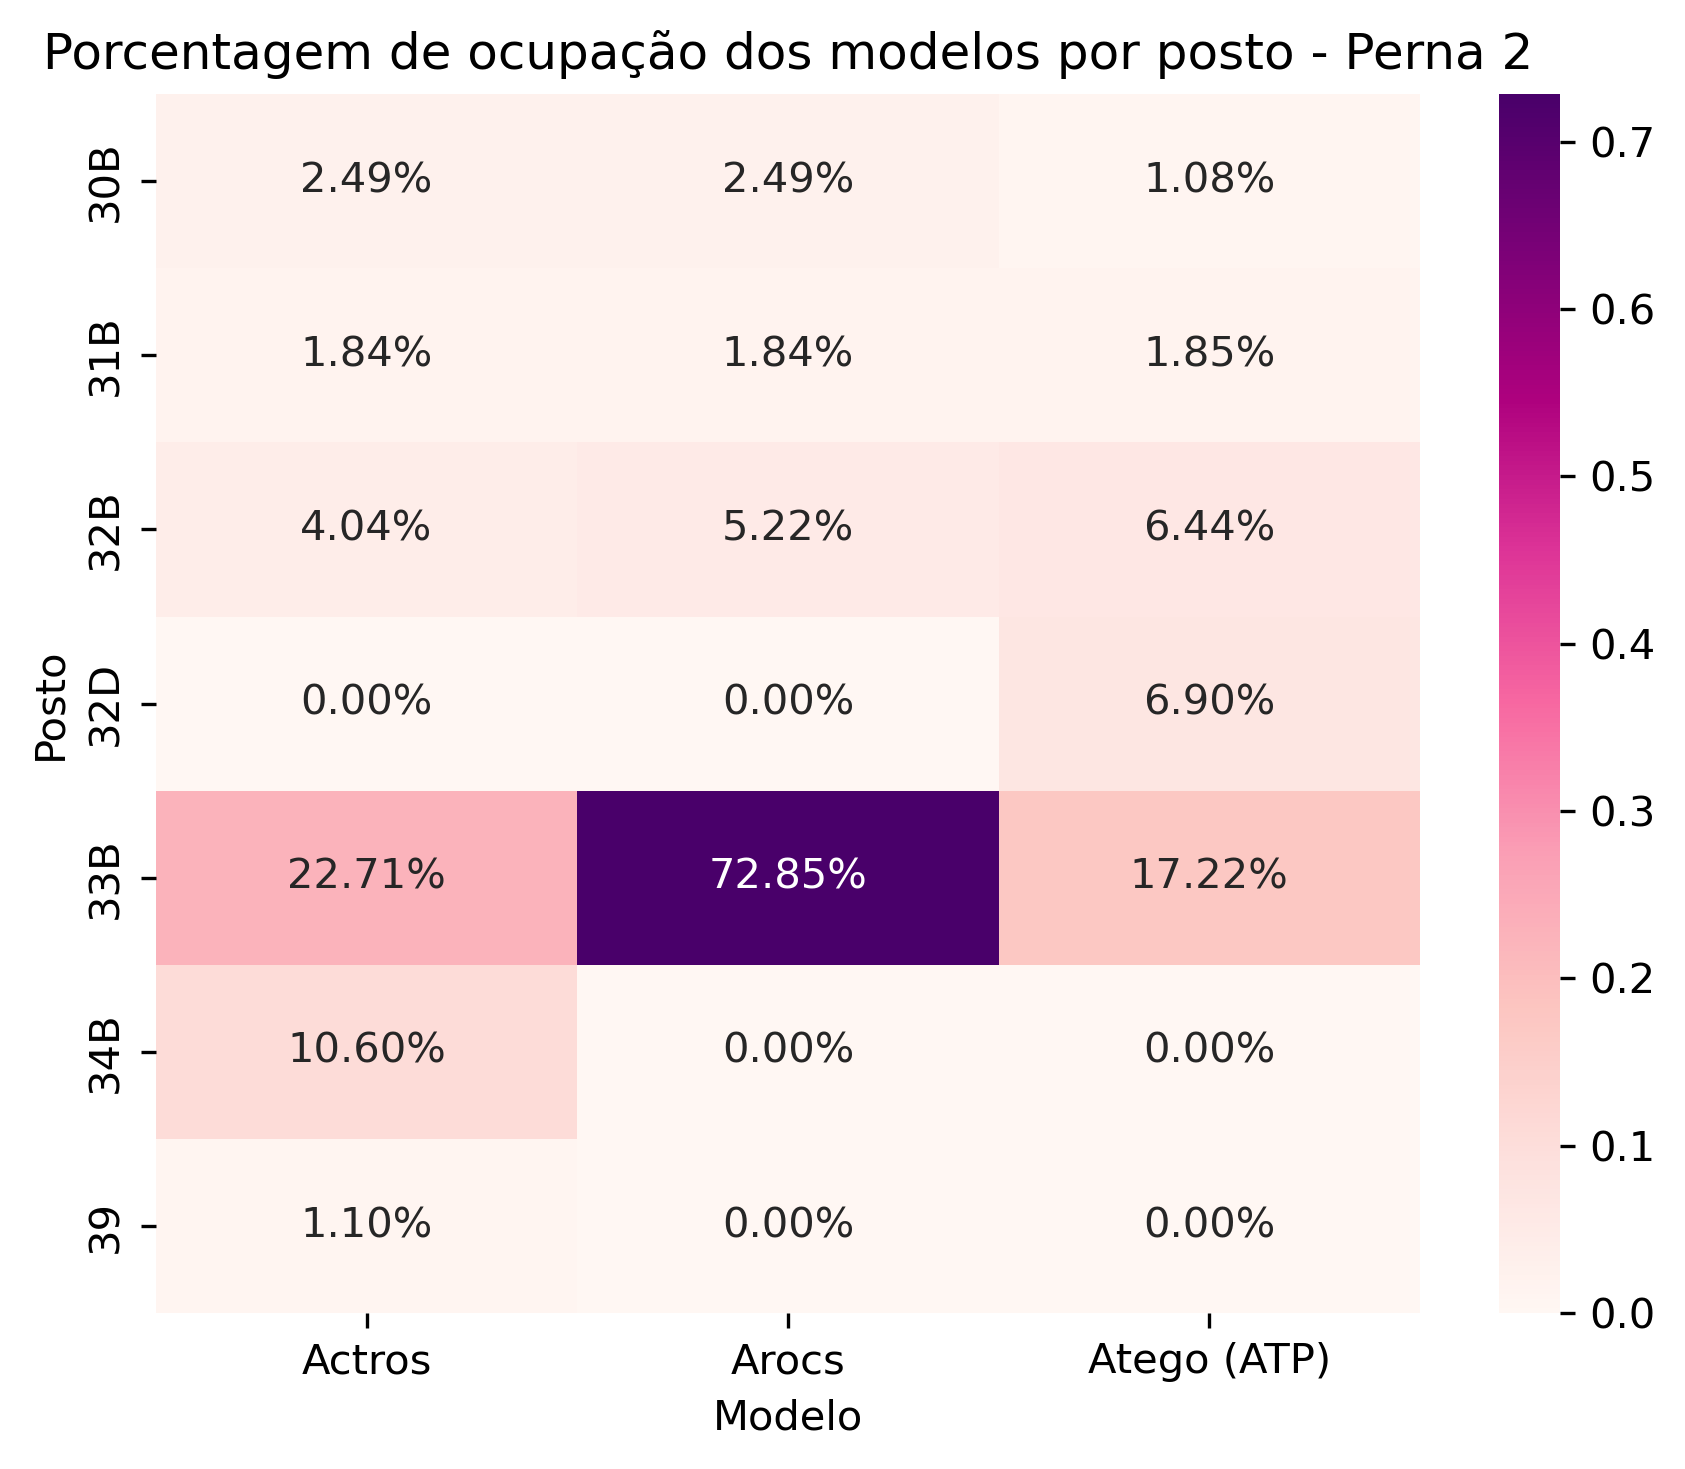 Porcentagem de ocupação dos modelos por posto - Perna 2
30B 2.49% 2.49% 1.08%
31B 1.84% 1.84% 1.85%
32B 4.04% 5.22% 6.44%
32D 0.00% 0.00% 6.90%
33B 22.71% 72.85% 17.22%
34B 10.60% 0.00% 0.00%
39 1.10% 0.00% 0.00%
Posto
Actros Arocs Atego (ATP)
Modelo
0.7
0.6
0.5
0.4
0.3
0.2
0.1
0.0